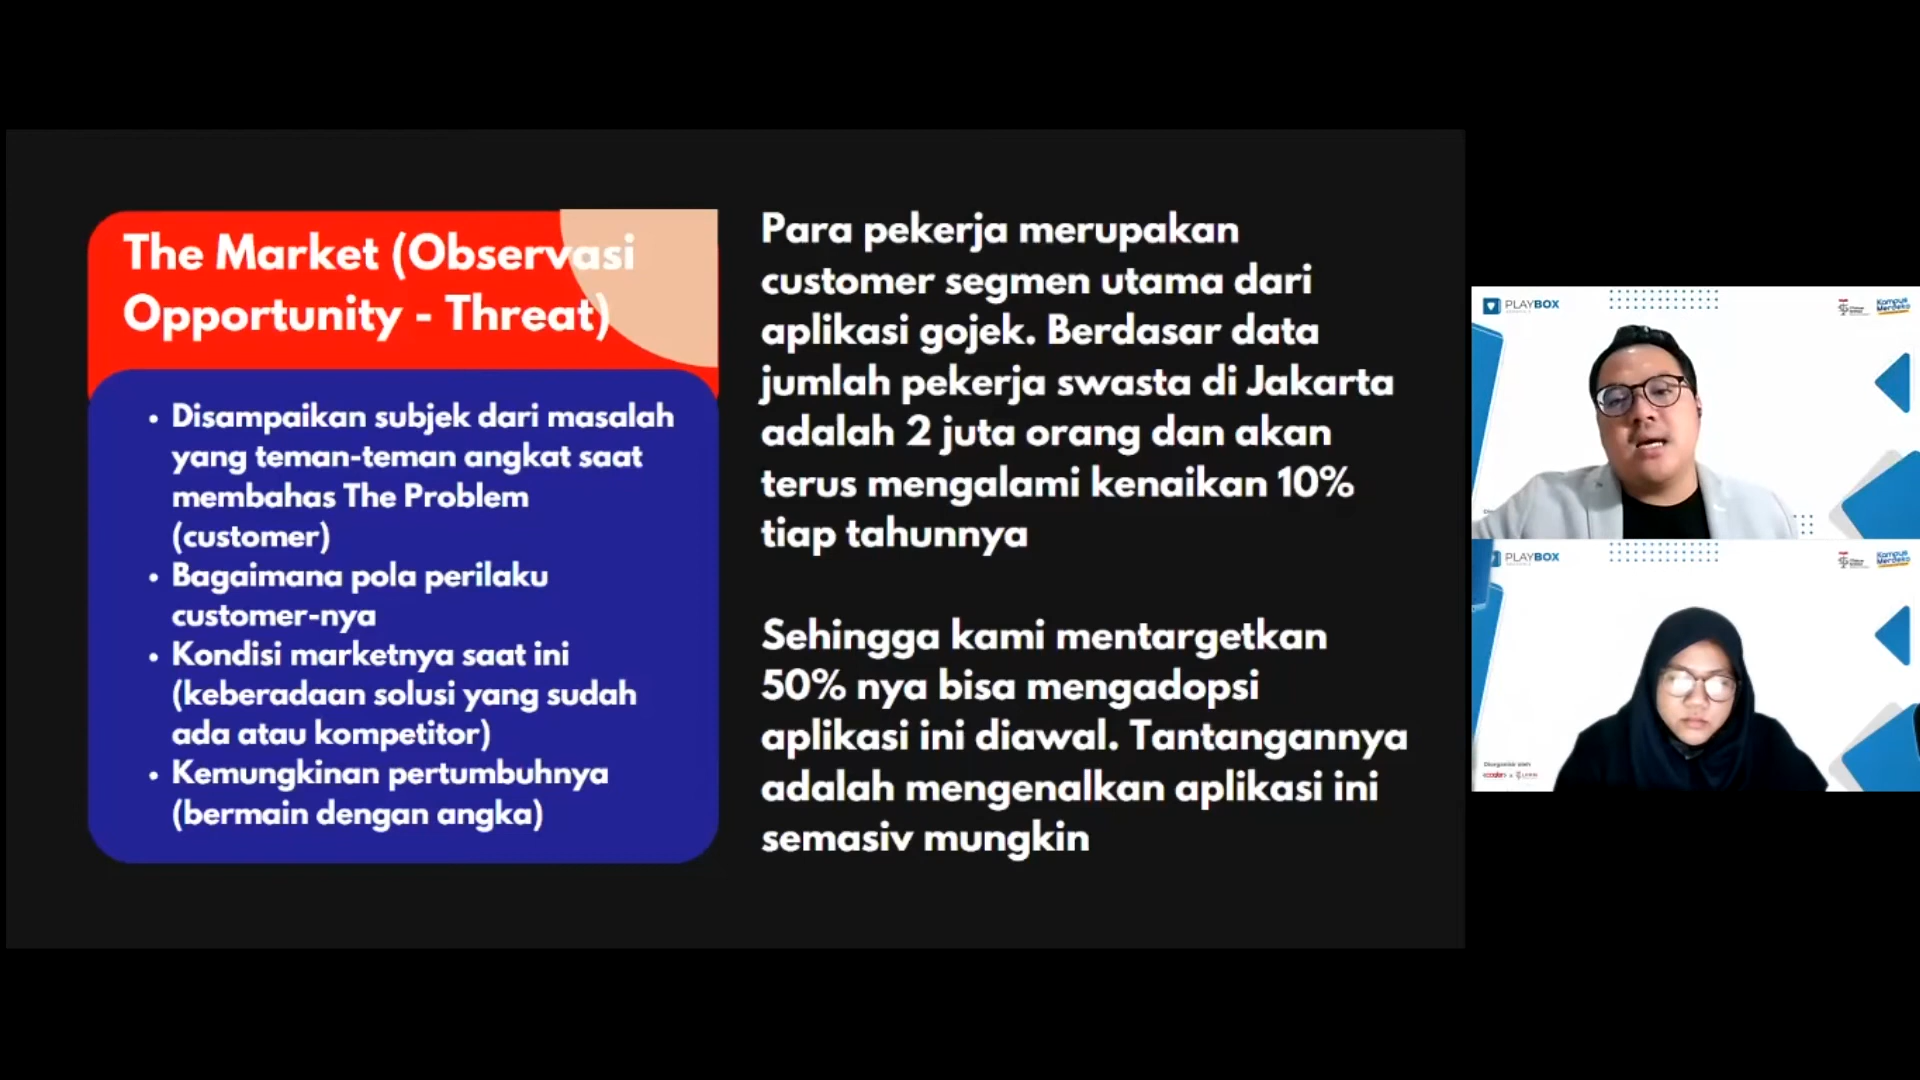 The Market (Observasi
Opportunity - Threat)
• Disampaikan subjek dari masalah
yang teman-teman angkat saat
membahas The Problem
(customer)
• Bagaimana pola perilaku
customer-nya
• Kondisi marketnya saat ini
(keberadaan solusi yang sudah
ada atau kompetitor)
• Kemungkinan pertumbuhnya
(bermain dengan angka)
Para pekerja merupakan
customer segmen utama dari
aplikasi gojek. Berdasar data
jumlah pekerja swasta di Jakarta
adalah 2 juta orang dan akan
terus mengalami kenaikan 10%
tiap tahunnya
Sehingga kami mentargetkan
50% nya bisa mengadopsi
aplikasi ini diawal. Tantangannya
adalah mengenalkan aplikasi ini
semasiv mungkin
PLAYBOX
Kampus
Merdeka
PLAYBOX
Kampus
Merdeka
Diorganisir oleh